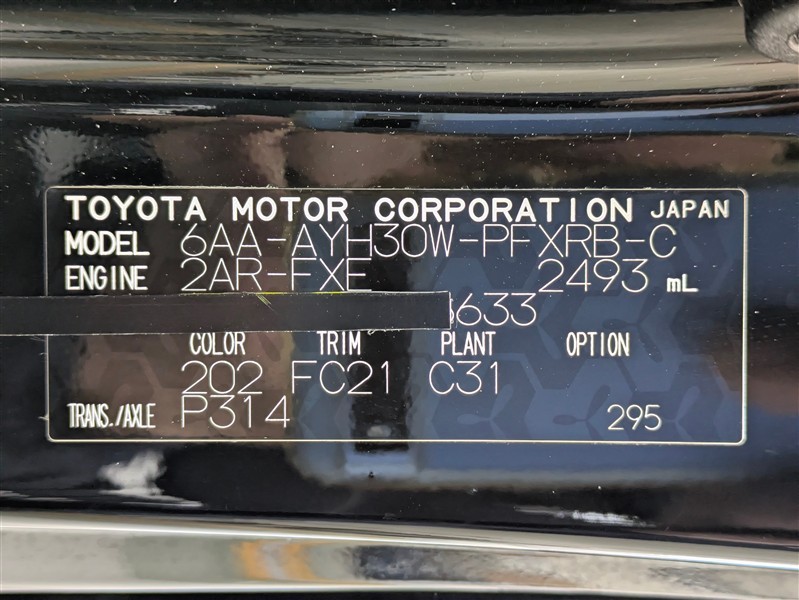 TOYOTA MOTOR CORPORATION JAPAN
MODEL 6AA-AYH30W-PFXRB-C
ENGINE 2AR-FXE 2493 mL
633
COLOR TRIM PLANT OPTION
202 FC21 C31
TRANS./AXLE P314 295